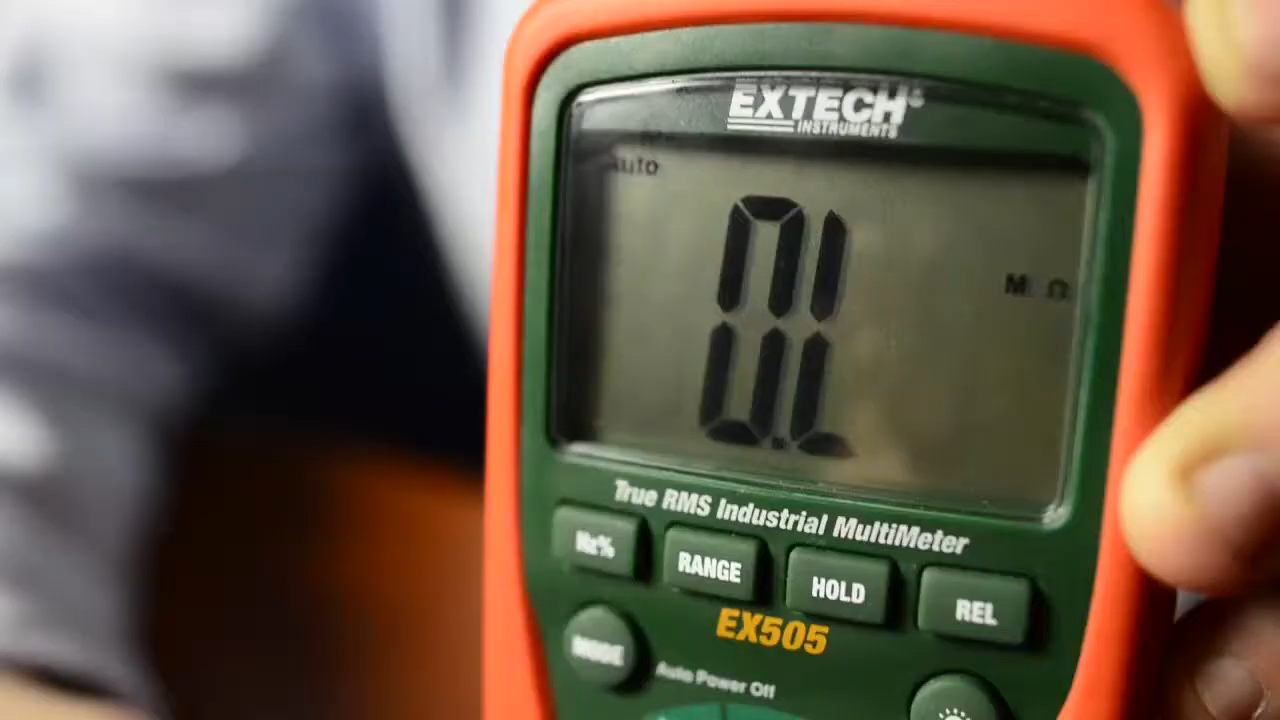 EXTECH®
INSTRUMENTS
Auto
0.L
MΩ
True RMS Industrial MultiMeter
Hz% RANGE HOLD REL
EX505
MODE
Auto Power Off